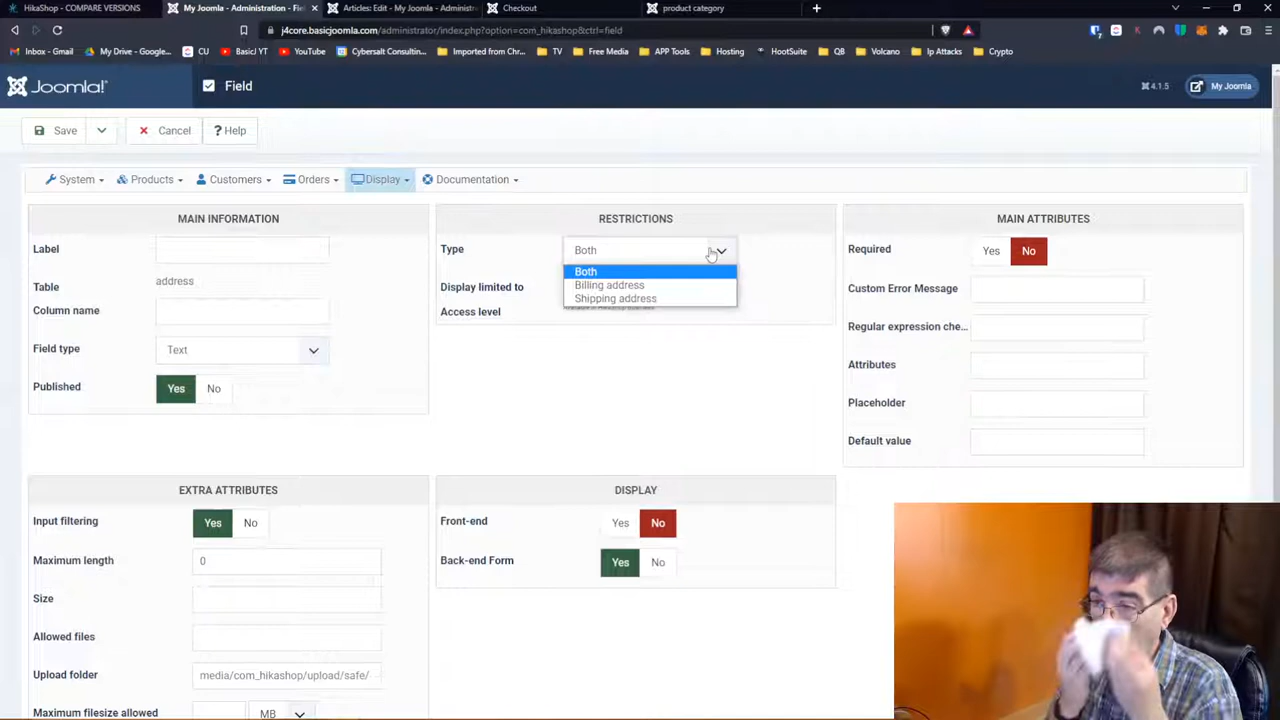 HikaShop - COMPARE VERSIONS
My Joomla - Administration - Fiel
Articles: Edit - My Joomla - Administ
Checkout
product category
j4core.basicjoomla.com/administrator/index.php?option=com_hikashop&ctrl=field
Inbox - Gmail
My Drive - Google...
CU
BasicJ YT
YouTube
Cybersalt Consulting...
Imported from Chr...
TV
Free Media
APP Tools
Hosting
HootSuite
QB
Volcano
Ip Attacks
Crypto
Joomla!
Field
4.1.5
My Joomla
Save
Cancel
? Help
System
Products
Customers
Orders
Display
Documentation
MAIN INFORMATION
Label
Table address
Column name
Field type Text
Published Yes No
RESTRICTIONS
Type Both
Both
Billing address
Shipping address
Display limited to
Access level
MAIN ATTRIBUTES
Required Yes No
Custom Error Message
Regular expression che...
Attributes
Placeholder
Default value
EXTRA ATTRIBUTES
Input filtering Yes No
Maximum length 0
Size
Allowed files
Upload folder media/com_hikashop/upload/safe/
Maximum filesize allowed MB
DISPLAY
Front-end Yes No
Back-end Form Yes No